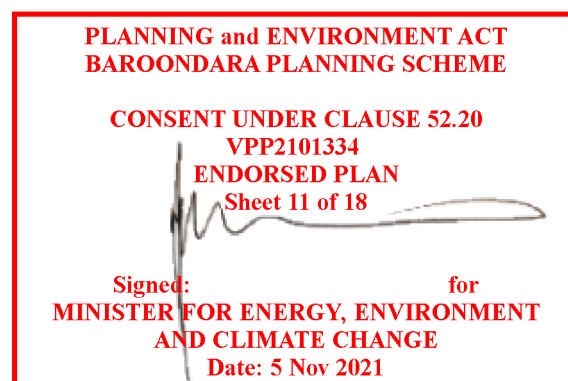 PLANNING and ENVIRONMENT ACT
BAROONDARA PLANNING SCHEME
CONSENT UNDER CLAUSE 52.20
VPP2101334
ENDORSED PLAN
Sheet 11 of 18
Signed: for
MINISTER FOR ENERGY, ENVIRONMENT
AND CLIMATE CHANGE
Date: 5 Nov 2021